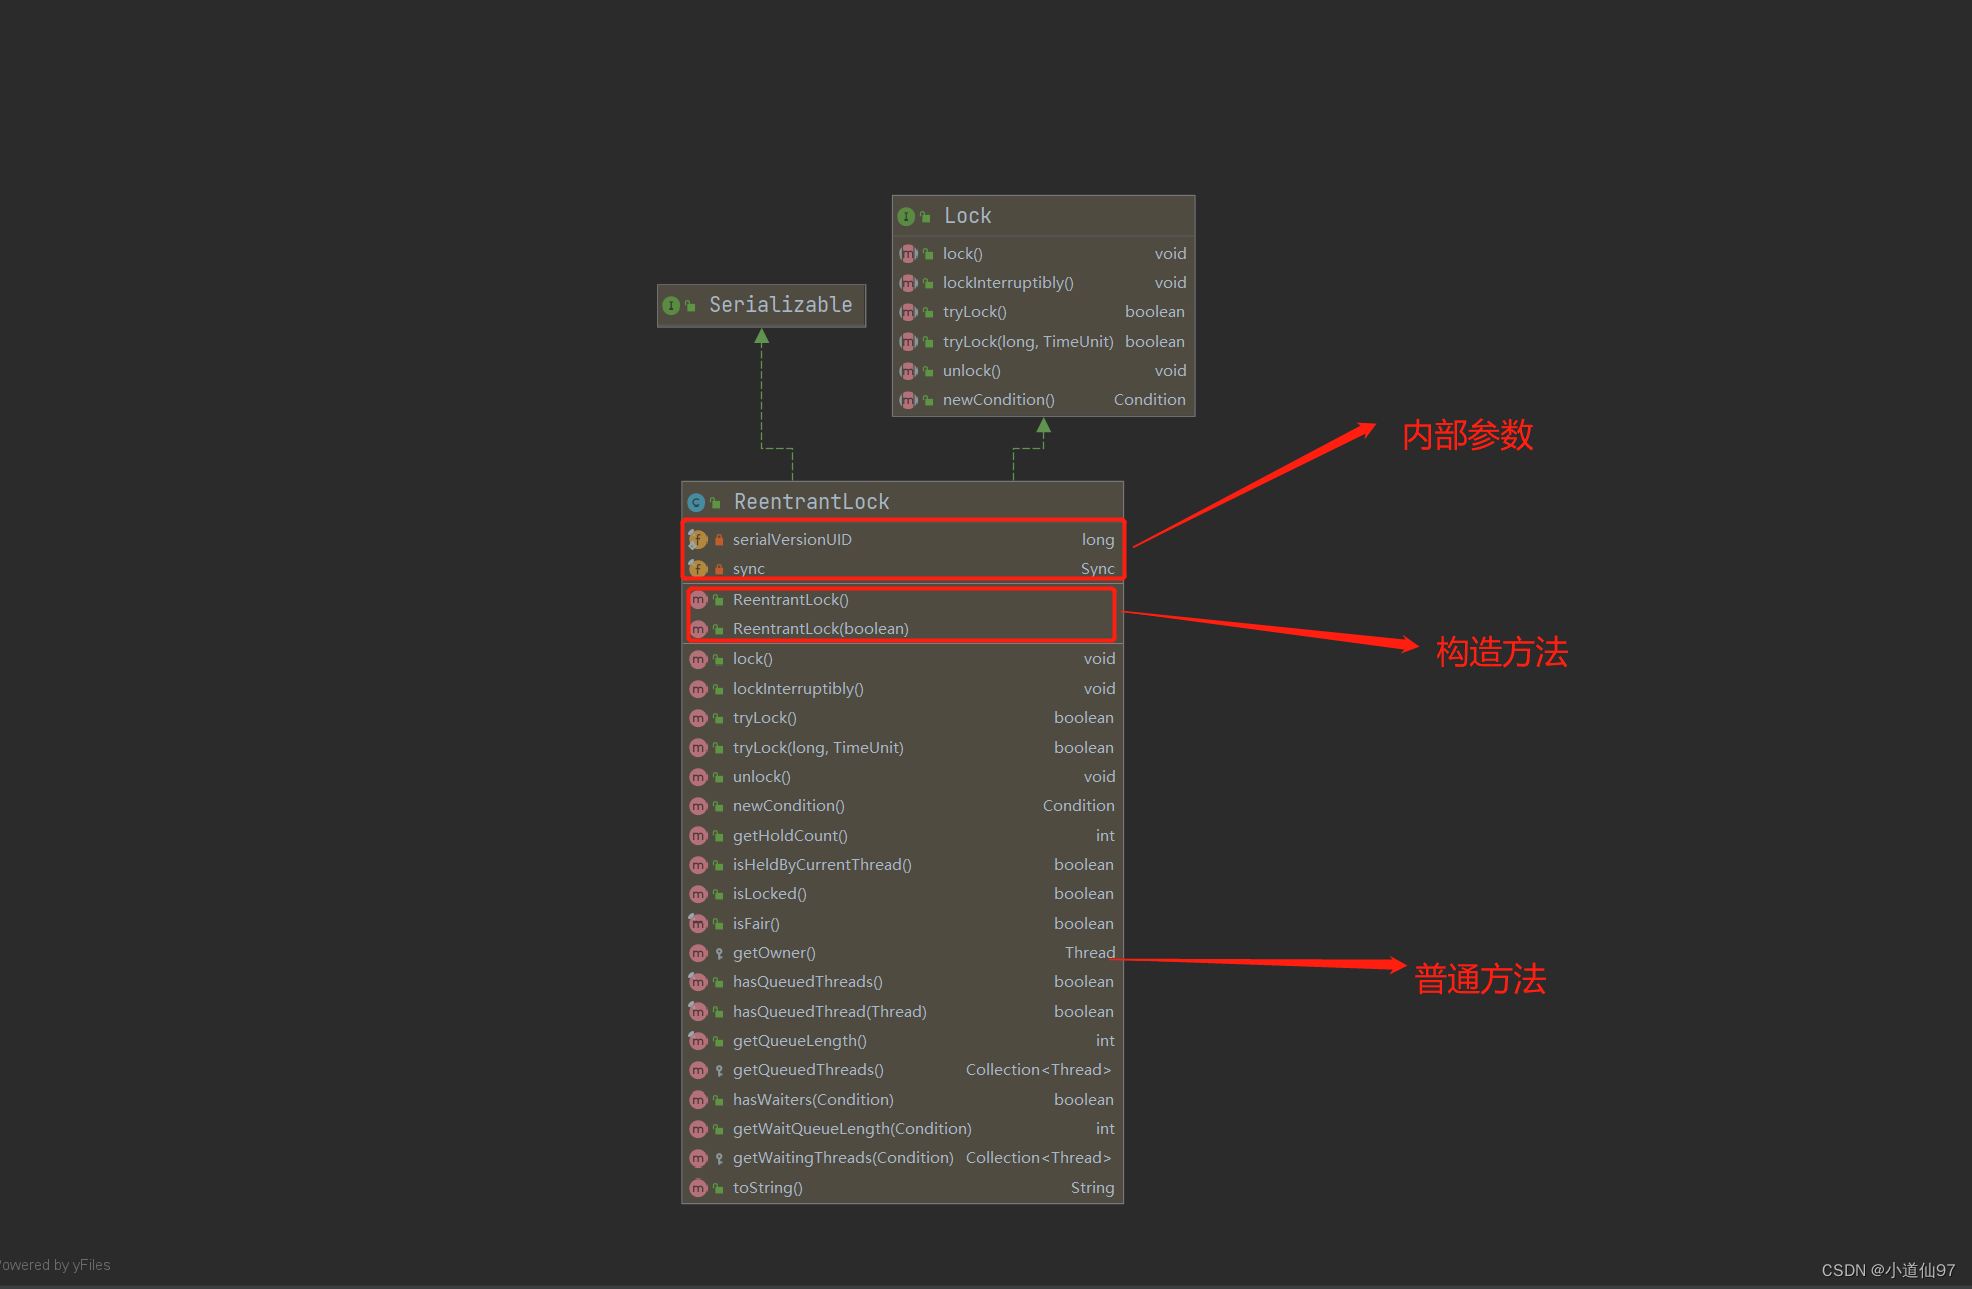 Lock
lock() void
lockInterruptibly() void
tryLock() boolean
tryLock(long, TimeUnit) boolean
unlock() void
newCondition() Condition
Serializable
内部参数
ReentrantLock
serialVersionUID long
sync Sync
ReentrantLock()
ReentrantLock(boolean)
构造方法
lock() void
lockInterruptibly() void
tryLock() boolean
tryLock(long, TimeUnit) boolean
unlock() void
newCondition() Condition
getHoldCount() int
isHeldByCurrentThread() boolean
isLocked() boolean
isFair() boolean
getOwner() Thread
普通方法
hasQueuedThreads() boolean
hasQueuedThread(Thread) boolean
getQueueLength() int
getQueuedThreads() Collection<Thread>
hasWaiters(Condition) boolean
getWaitQueueLength(Condition) int
getWaitingThreads(Condition) Collection<Thread>
toString() String
owered by yFiles
CSDN @小道仙97